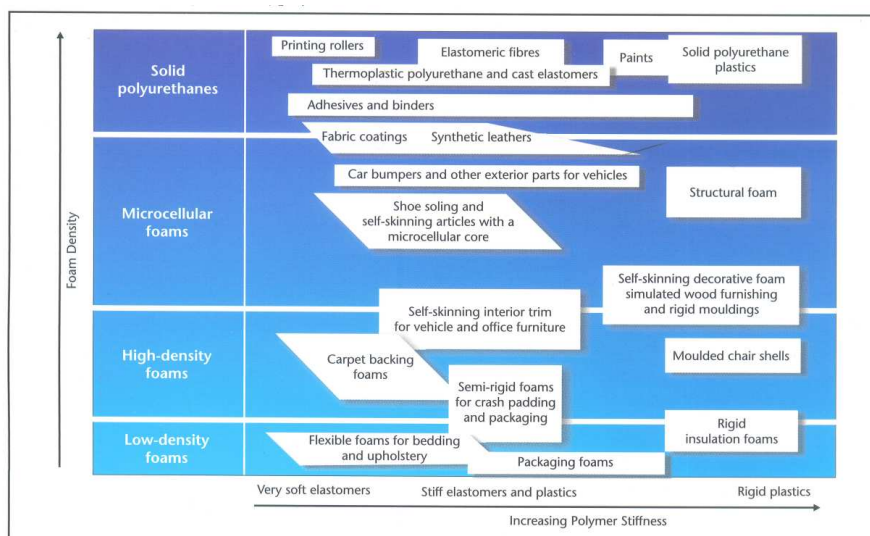 Printing rollers
Elastomeric fibres
Paints
Solid polyurethane
plastics
Solid
polyurethanes
Thermoplastic polyurethane and cast elastomers
Adhesives and binders
Fabric coatings
Synthetic leathers
Car bumpers and other exterior parts for vehicles
Structural foam
Microcellular
foams
Shoe soling and
self-skinning articles with a
microcellular core
Foam Density
Self-skinning decorative foam
simulated wood furnishing
and rigid mouldings
Self-skinning interior trim
for vehicle and office furniture
High-density
foams
Carpet backing
foams
Moulded chair shells
Semi-rigid foams
for crash padding
and packaging
Rigid
insulation foams
Low-density
foams
Flexible foams for bedding
and upholstery
Packaging foams
Very soft elastomers
Stiff elastomers and plastics
Rigid plastics
Increasing Polymer Stiffness